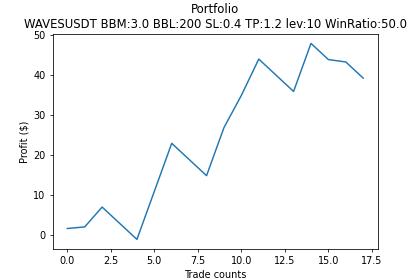 Portfolio
WAVESUSDT BBM:3.0 BBL:200 SL:0.4 TP:1.2 lev:10 WinRatio:50.0
50
40
30
20
10
0
Profit ($)
0.0 2.5 5.0 7.5 10.0 12.5 15.0 17.5
Trade counts